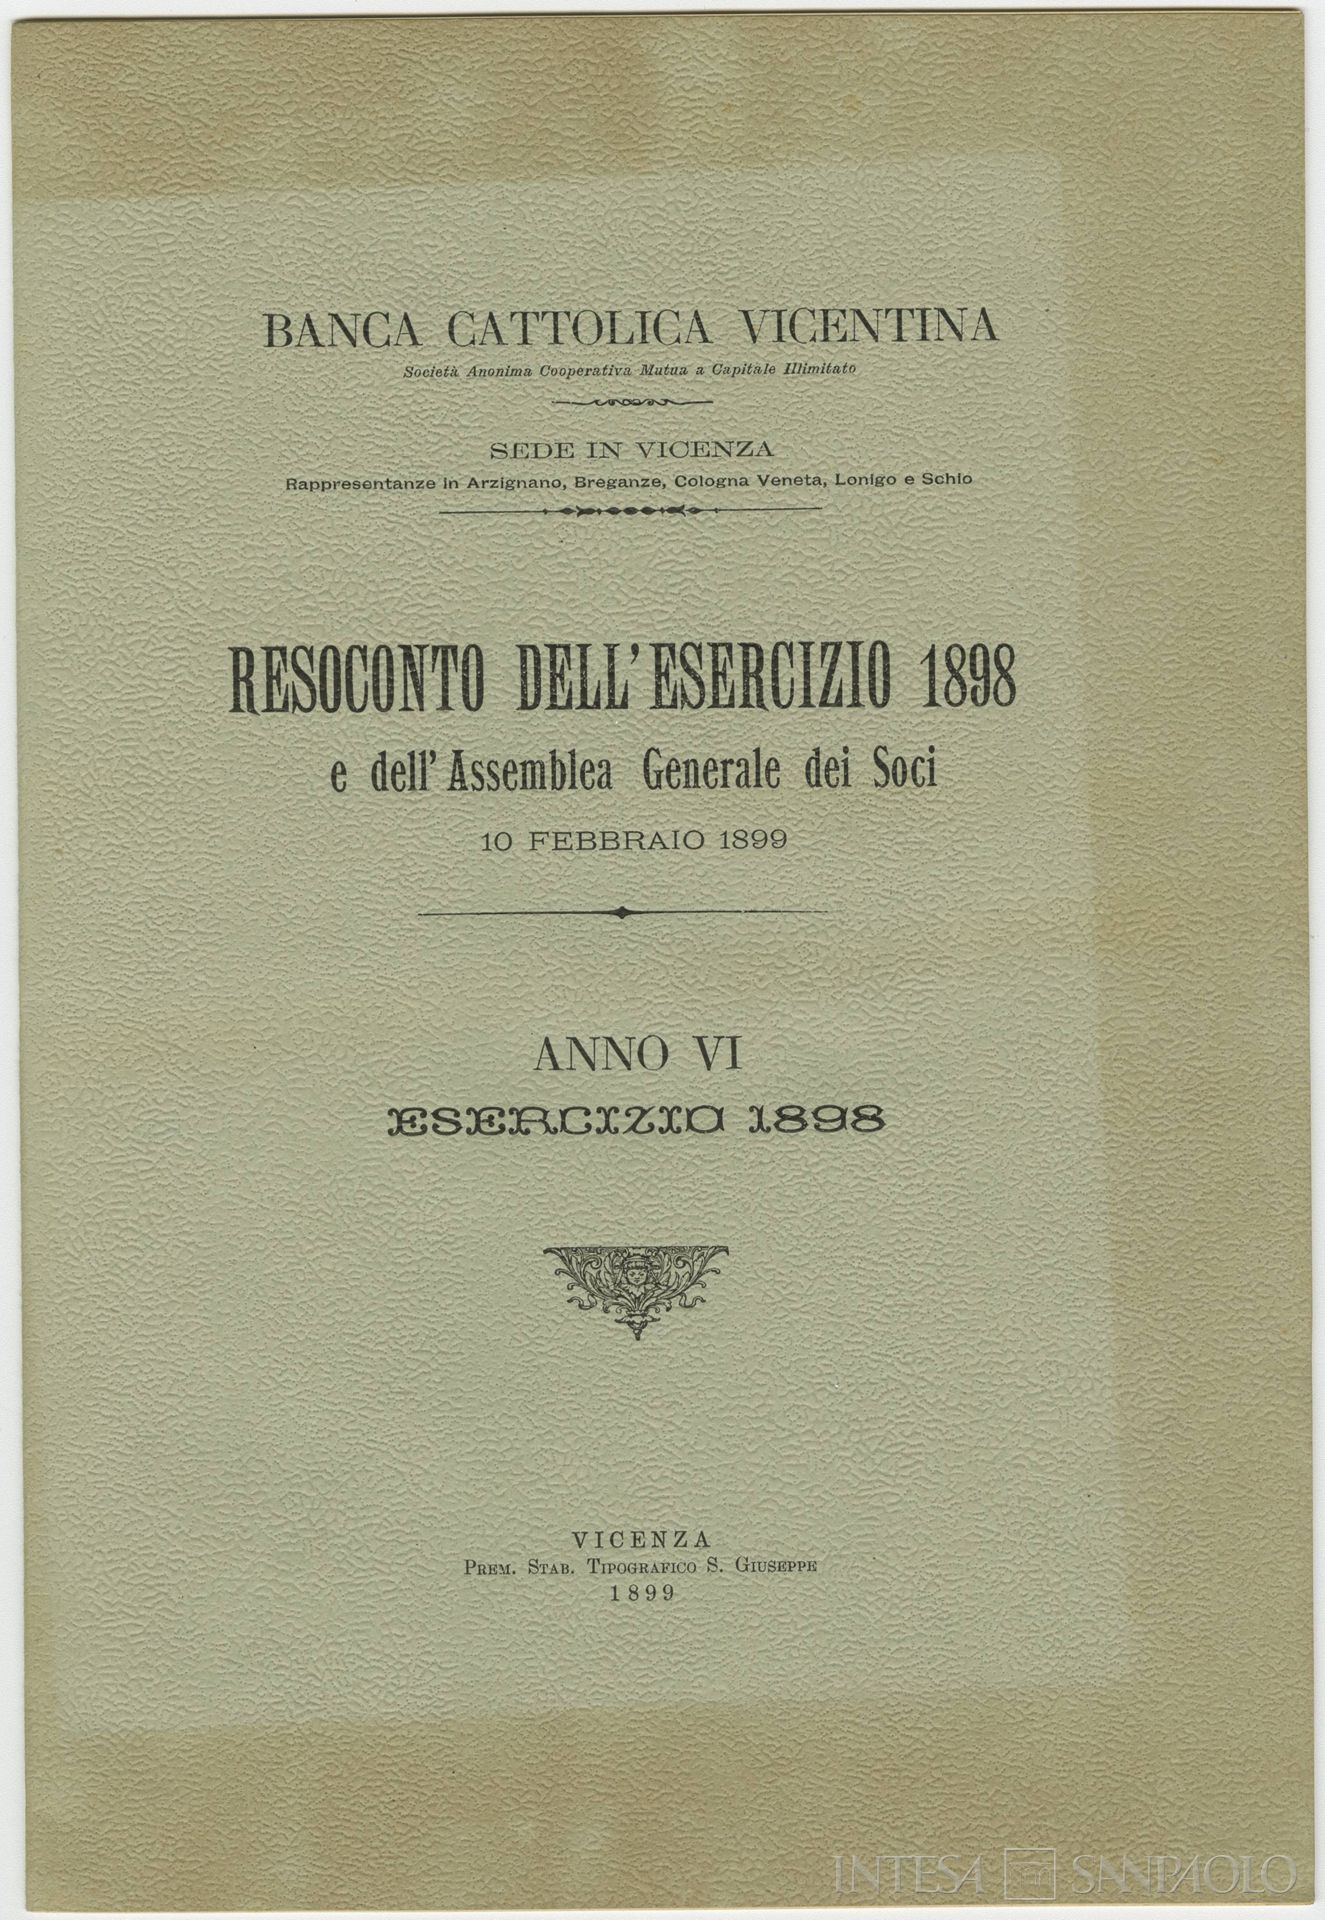 BANCA CATTOLICA VICENTINA
Società Anonima Cooperativa Mutua a Capitale Illimitato
SEDE IN VICENZA
Rappresentanze in Arzignano, Breganze, Cologna Veneta, Lonigo e Schio
RESOCONTO DELL'ESERCIZIO 1898
e dell'Assemblea Generale dei Soci
10 FEBBRAIO 1899
ANNO VI
ESERCIZIO 1898
VICENZA
PREM. STAB. TIPOGRAFICO S. GIUSEPPE
1899
INTESA SANPAOLO